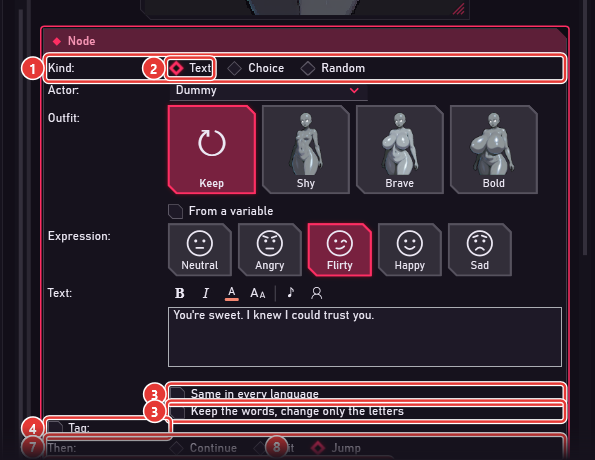 Node
1 Kind: 2 Text Choice Random
Actor: Dummy
Outfit:
Keep Shy Brave Bold
From a variable
Expression:
Neutral Angry Flirty Happy Sad
Text: B I A AA
You're sweet. I knew I could trust you.
3 Same in every language
3 Keep the words, change only the letters
4 Tag:
7 Then: Continue 8 Jump